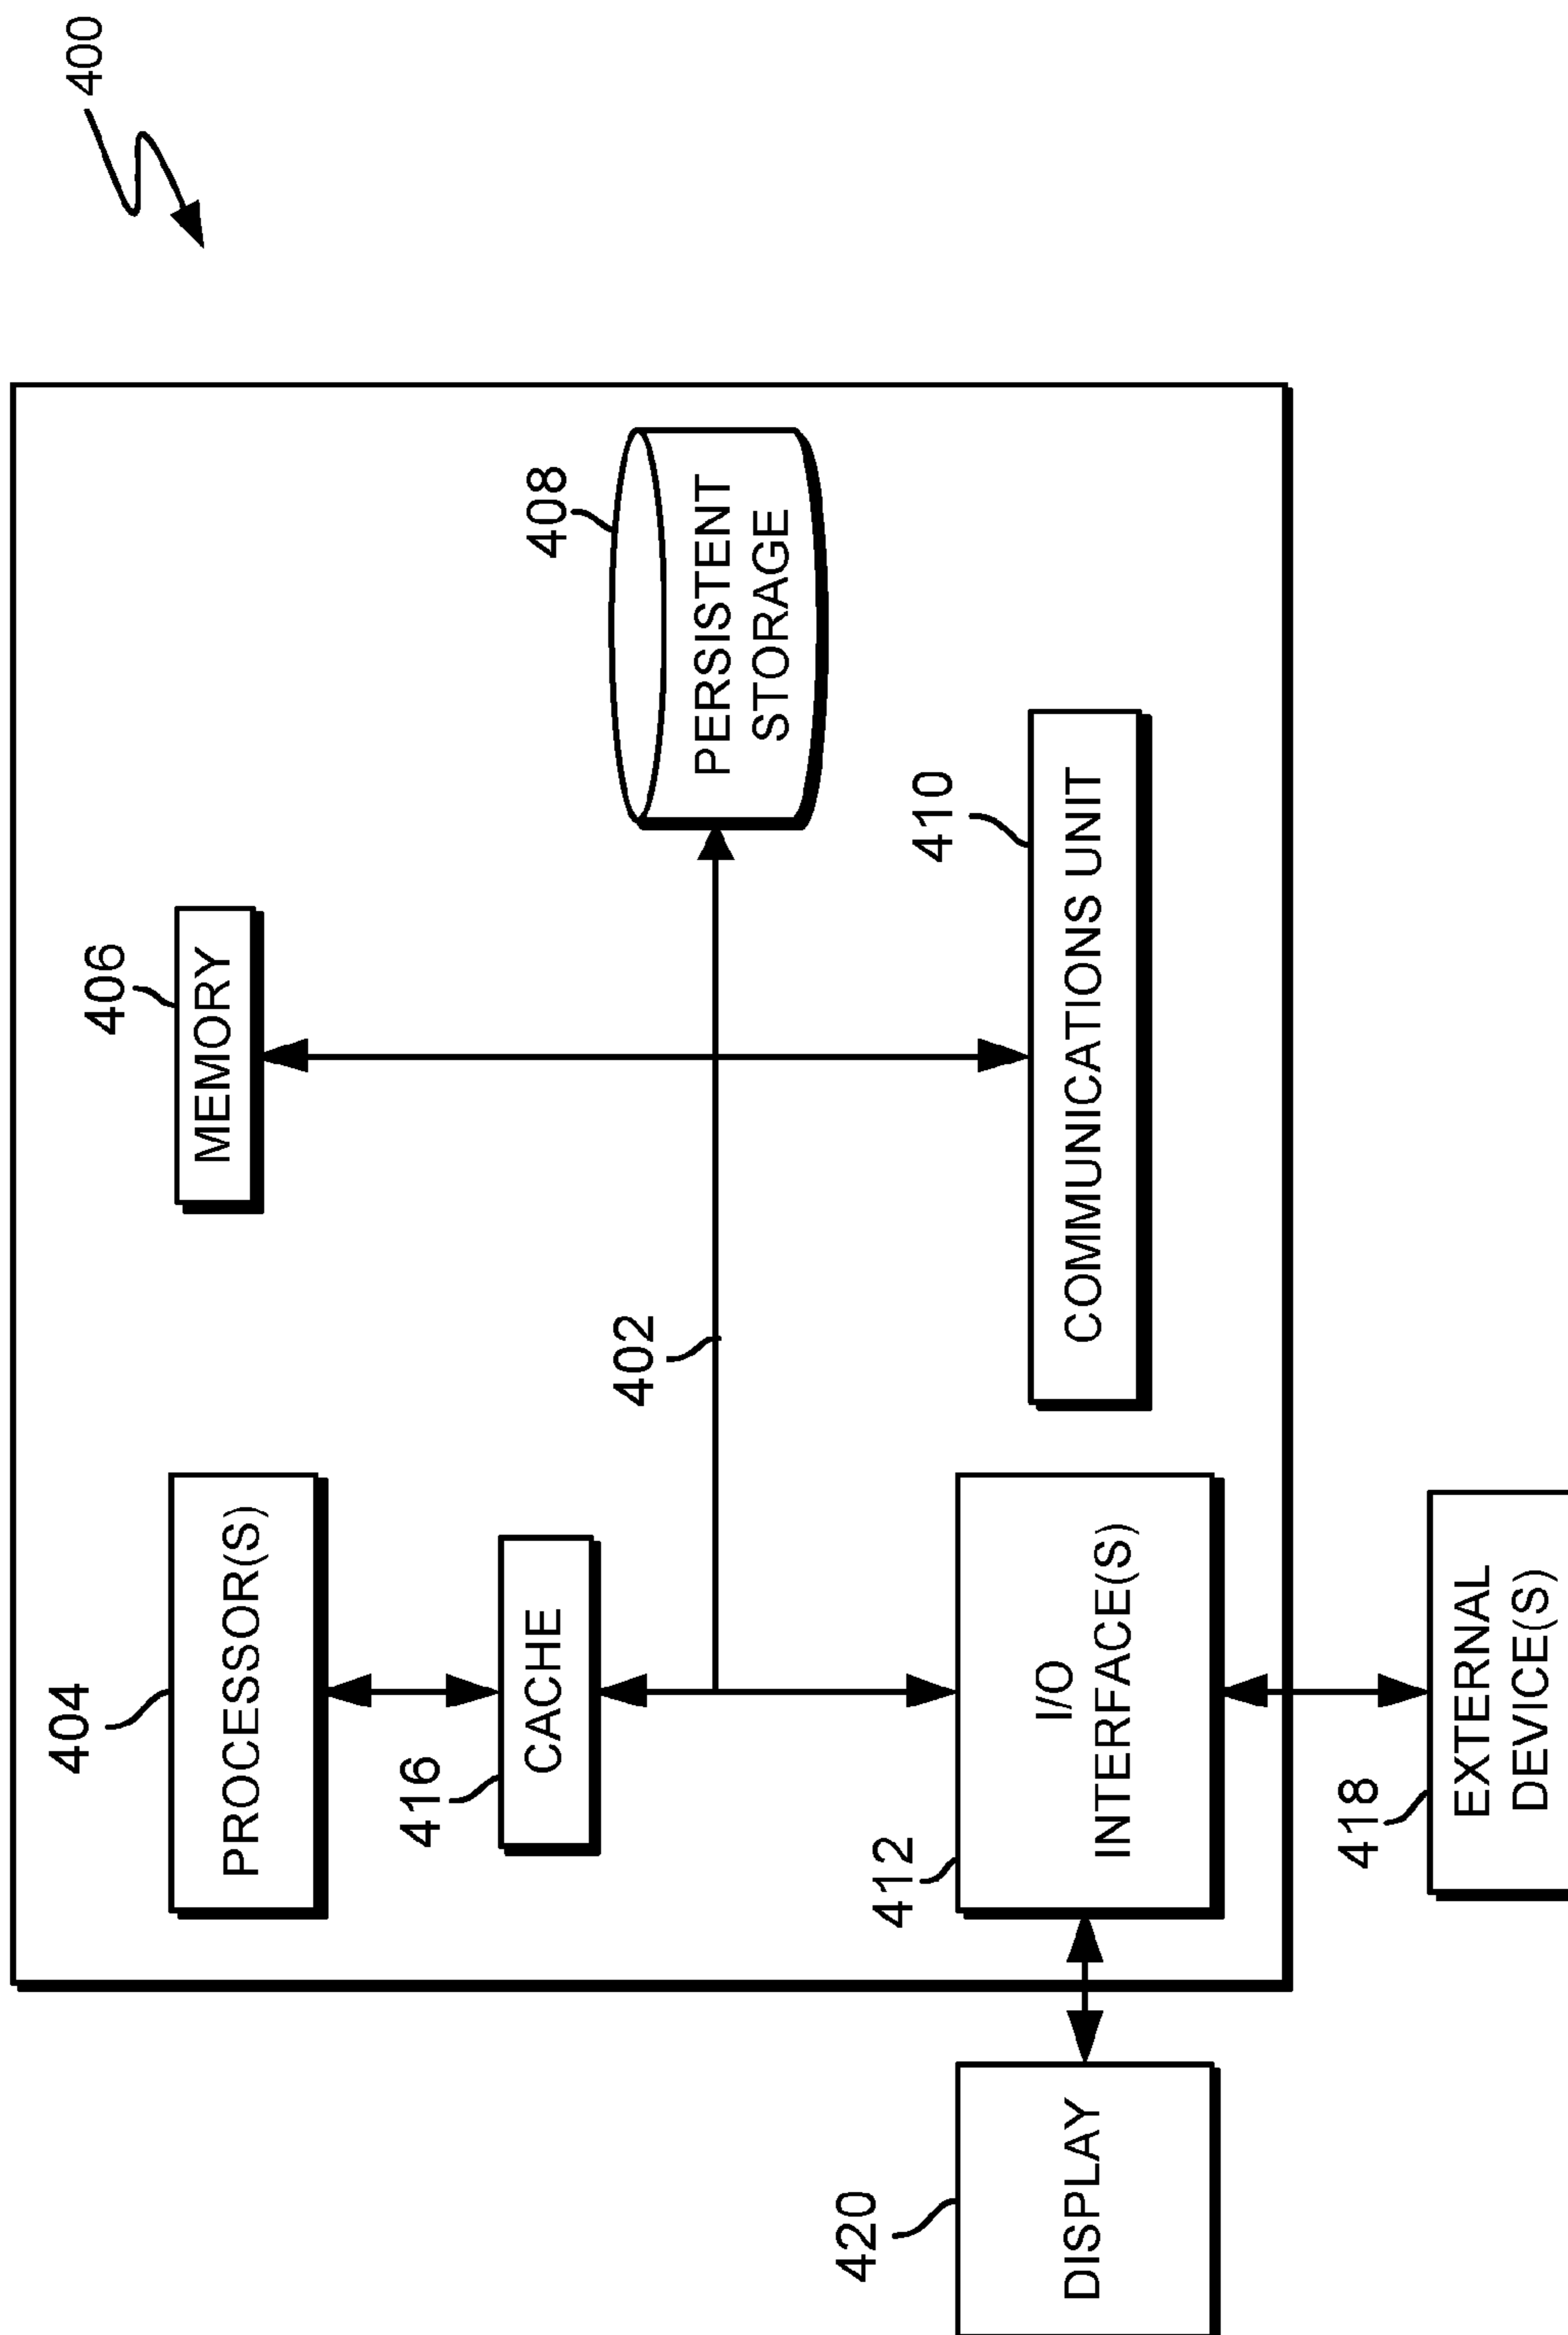 400
404
PROCESSOR(S)
406
MEMORY
416
CACHE
402
408
PERSISTENT
STORAGE
412
I/O
INTERFACE(S)
410
COMMUNICATIONS UNIT
420
DISPLAY
418
EXTERNAL
DEVICE(S)